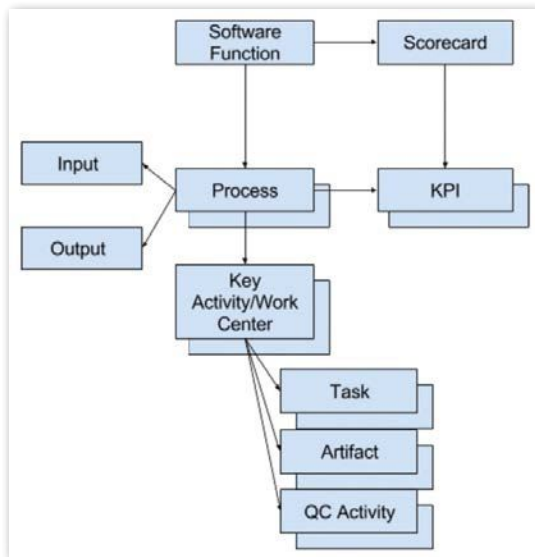 Software
Function
Scorecard
Input
Process
KPI
Output
Key
Activity/Work
Center
Task
Artifact
QC Activity